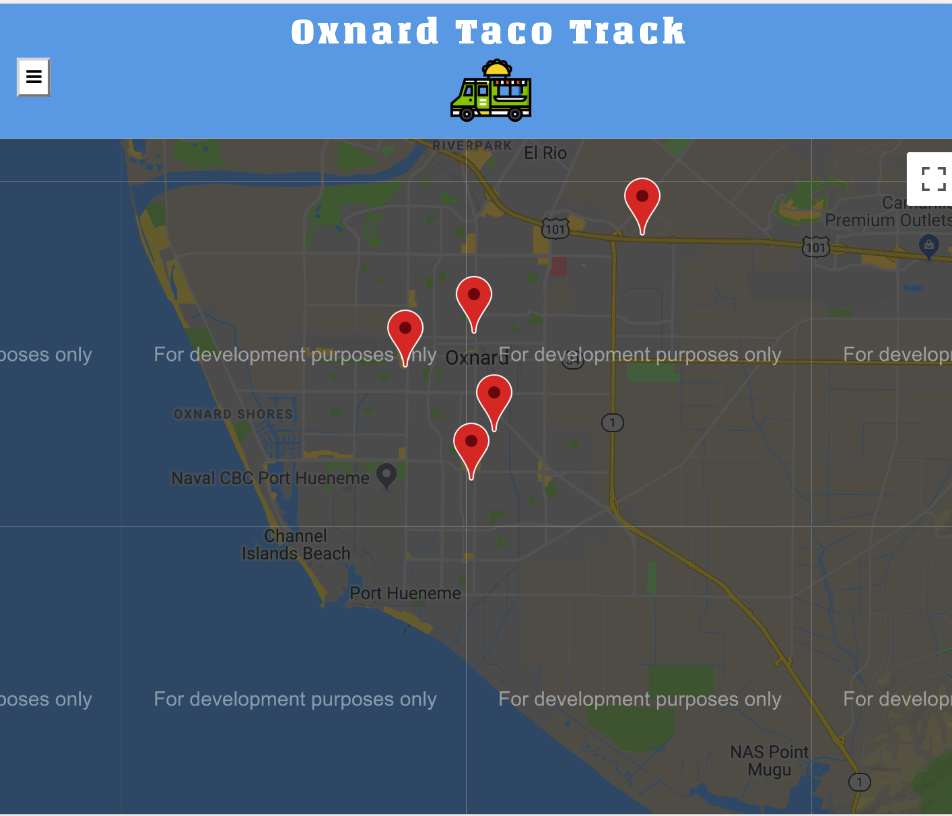 Oxnard Taco Track
RIVERPARK
El Rio
Premium Outlets
101
101
poses only
For development purposes only
Oxnard
For development purposes only
For develop
OXNARD SHORES
1
Naval CBC Port Hueneme
Channel
Islands Beach
Port Hueneme
poses only
For development purposes only
For development purposes only
For develop
NAS Point
Mugu
1